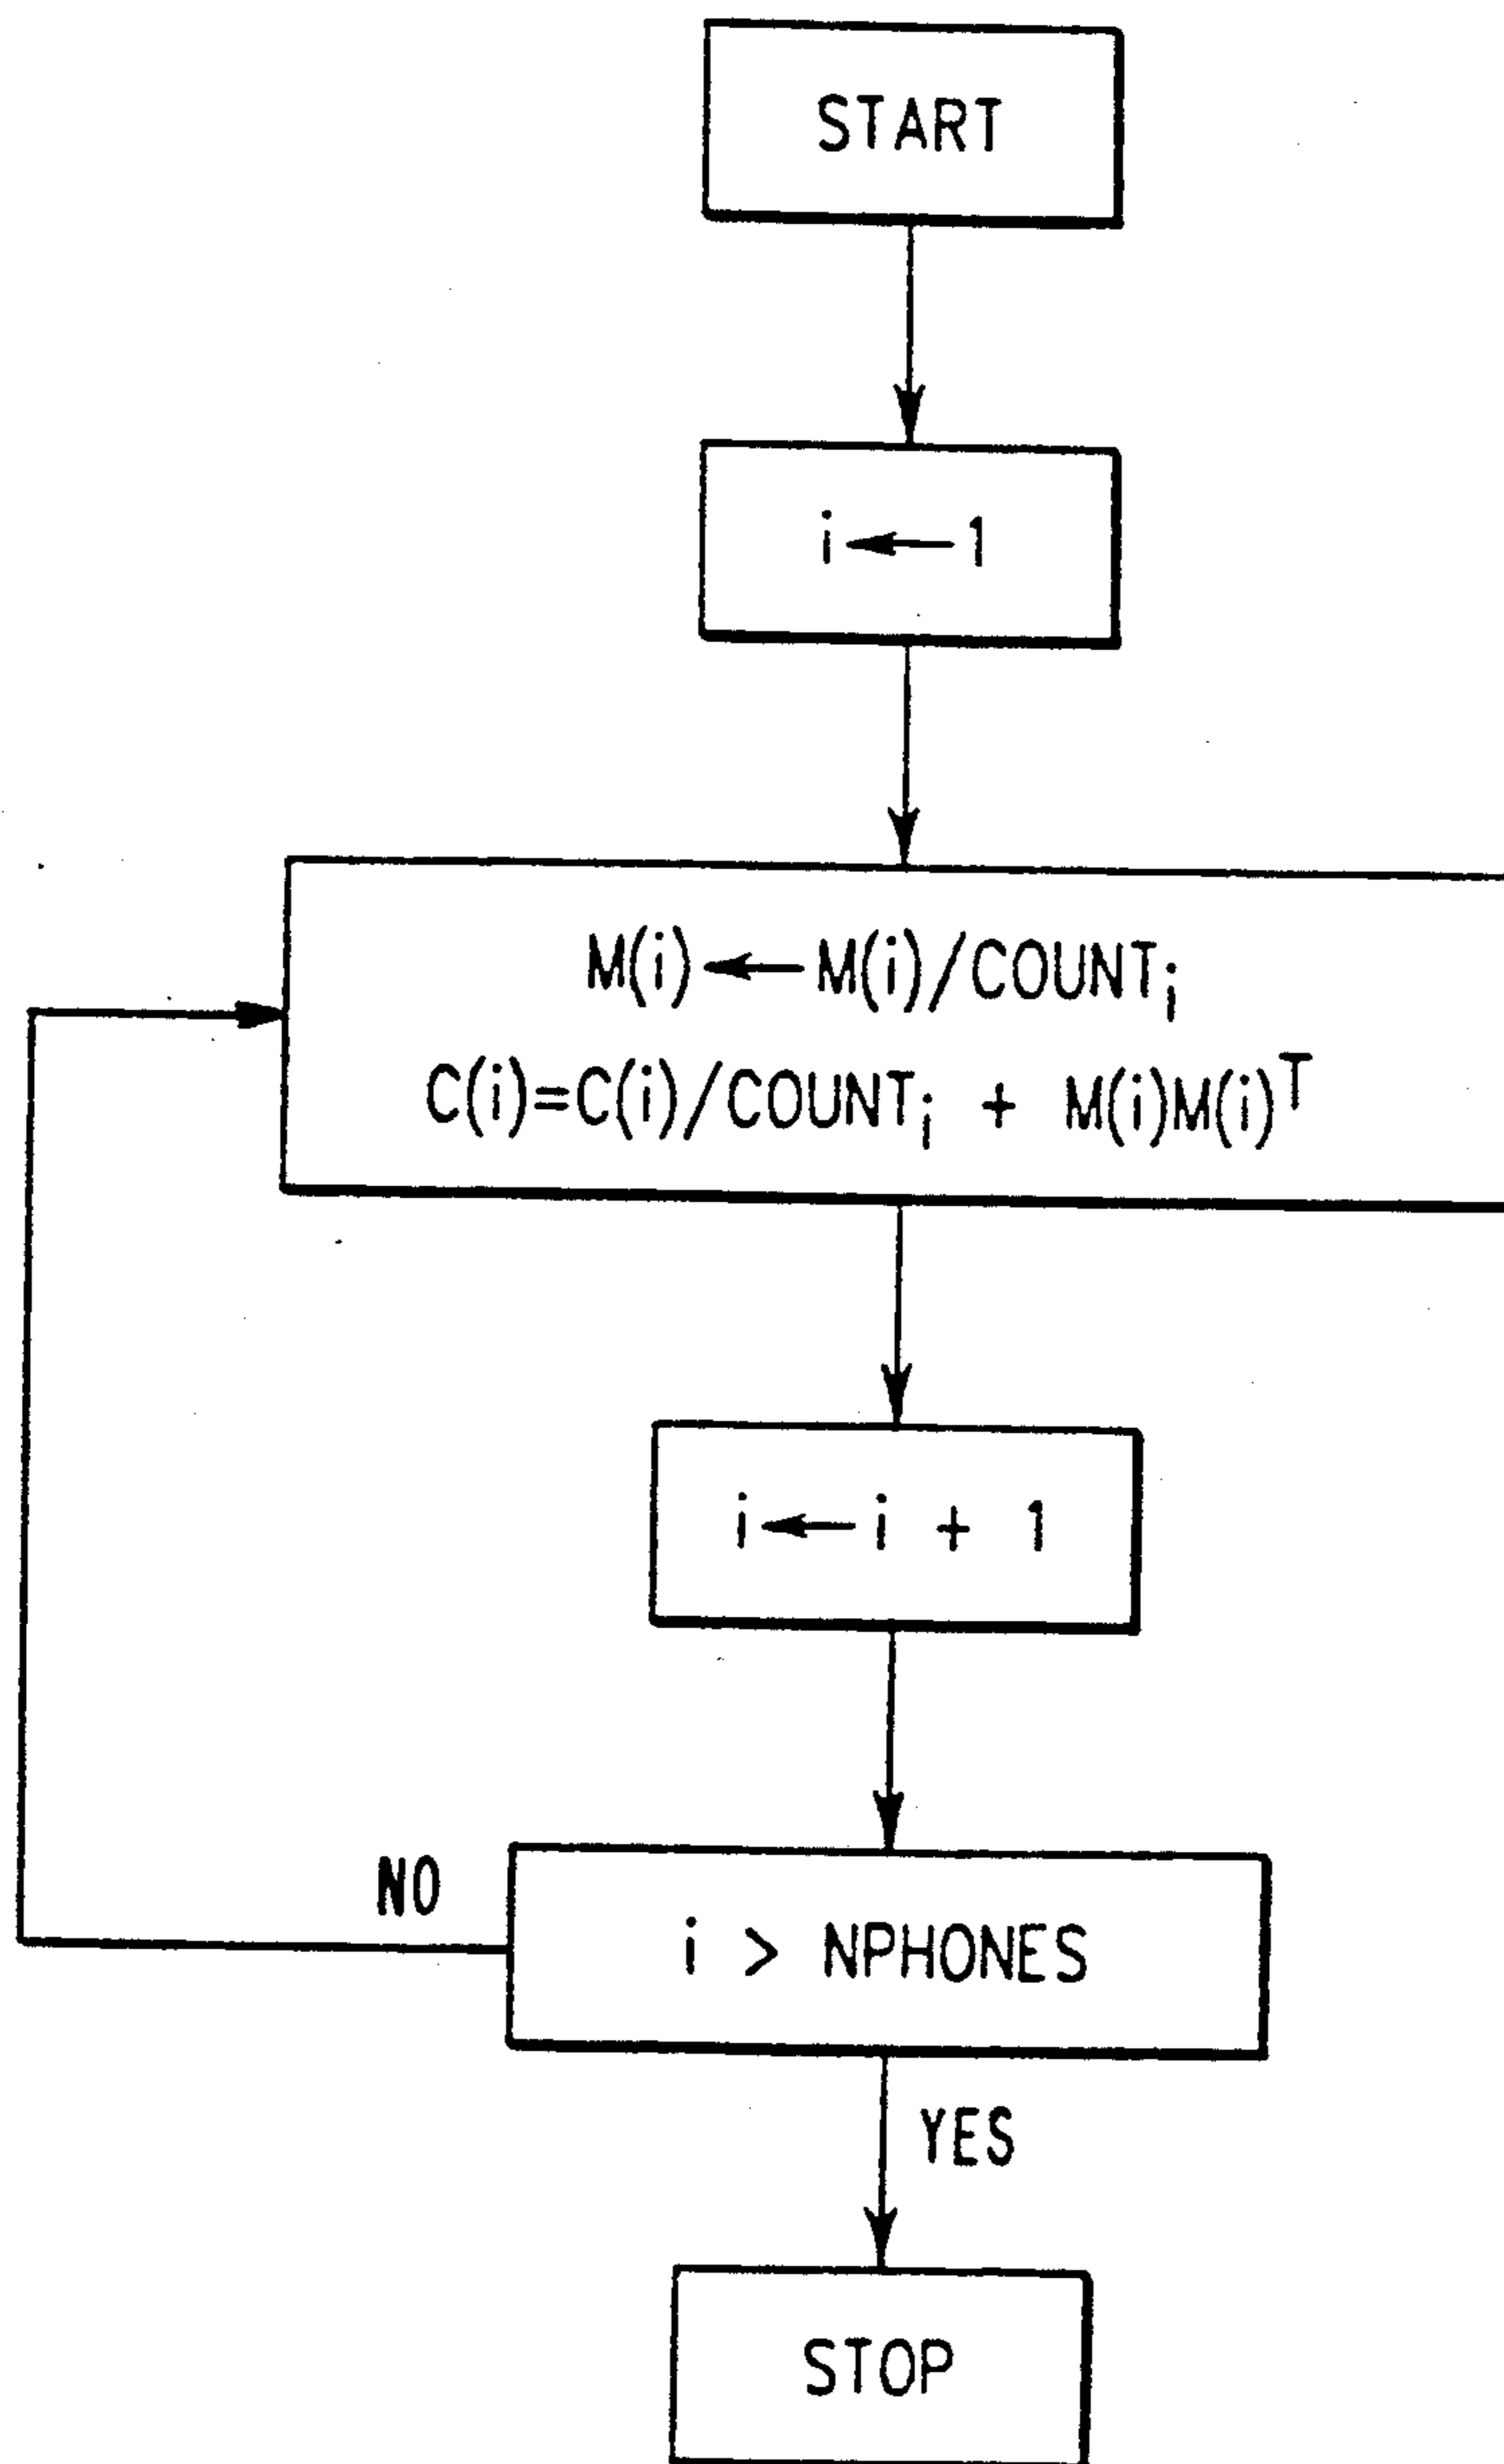 START
i ← 1
M(i) ← M(i)/COUNTᵢ
C(i)=C(i)/COUNTᵢ + M(i)M(i)ᵀ
i ← i + 1
NO
i > NPHONES
YES
STOP